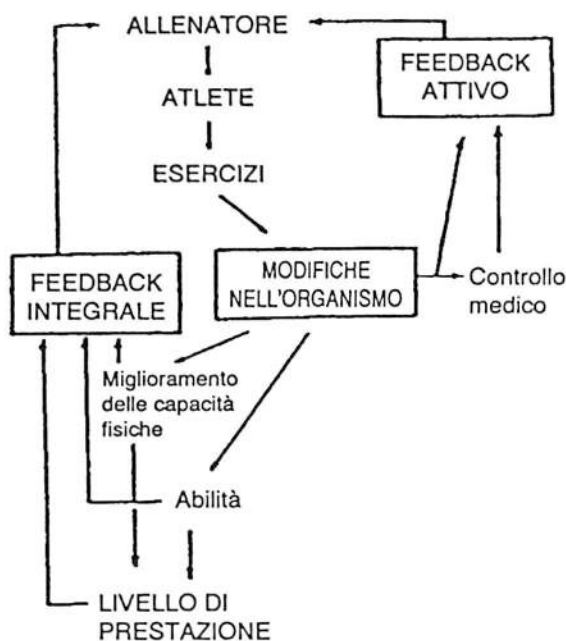 ALLENATORE
FEEDBACK
ATTIVO
ATLETE
ESERCIZI
FEEDBACK
INTEGRALE
MODIFICHE
NELL'ORGANISMO
Controllo
medico
Miglioramento
delle capacità
fisiche
Abilità
LIVELLO DI
PRESTAZIONE